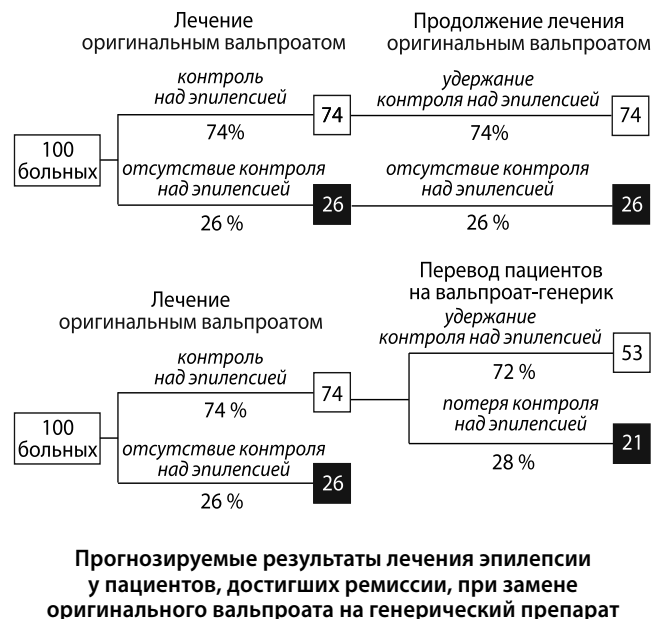 Лечение
оригинальным вальпроатом
Продолжение лечения
оригинальным вальпроатом
контроль
над эпилепсией
74
удержание
контроля над эпилепсией
74
74%
74%
100
больных
отсутствие контроля
над эпилепсией
26
отсутствие контроля
над эпилепсией
26
26 %
26 %
Лечение
оригинальным вальпроатом
Перевод пациентов
на вальпроат-генерик
удержание
контроля над эпилепсией
53
72 %
контроль
над эпилепсией
74
74 %
потеря контроля
над эпилепсией
21
28 %
100
больных
отсутствие контроля
над эпилепсией
26
26 %
Прогнозируемые результаты лечения эпилепсии
у пациентов, достигших ремиссии, при замене
оригинального вальпроата на генерический препарат